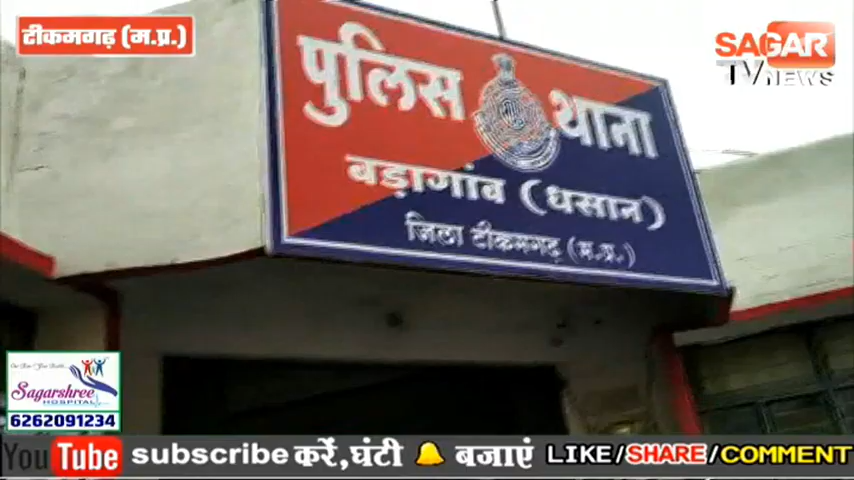 टीकमगढ़ (म.प्र.)
SAGAR
TV NEWS
पुलिस थाना
बड़ागांव (धसान)
जिला टीकमगढ़ (म.प्र.)
Sagarshree
HOSPITAL
6262091234
YouTube subscribe करें,घंटी 🔔 बजाएं LIKE/SHARE/COMMENT